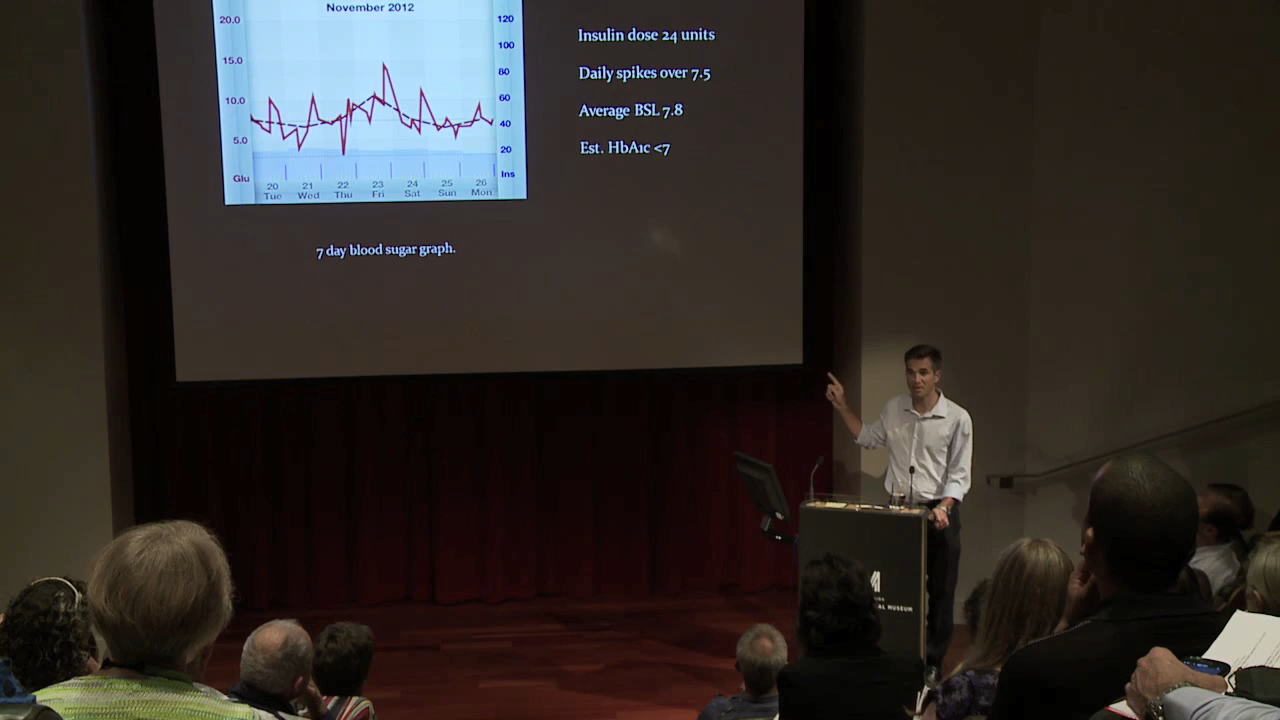 November 2012
20.0
15.0
10.0
5.0
Glu
120
100
80
60
40
20
Ins
20 21 22 23 24 25 26
Tue Wed Thu Fri Sat Sun Mon
Insulin dose 24 units
Daily spikes over 7.5
Average BSL 7.8
Est. HbA1c <7
7 day blood sugar graph.
MUSEUM